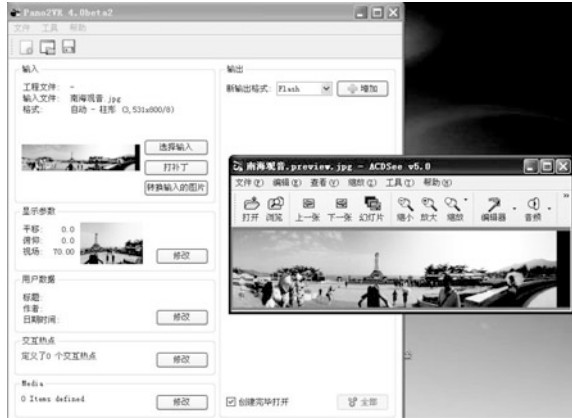 Pano2VR 4.0beta2
文件 工具 帮助
输入
工程文件: -
输入文件: 南海观音.jpg
格式: 自动 - 柱形 (3,531x800/8)
选择输入
打补丁
转换输入的图片
显示参数
平移: 0.0
俯仰: 0.0
视场: 70.00
修改
用户数据
标题:
作者:
日期时间:
修改
交互热点
定义了0 个交互热点
修改
Media
0 Items defined
修改
输出
新输出格式: Flash
增加
创建完毕打开
全部
南海观音.preview.jpg - ACDSee v5.0
文件(F) 编辑(E) 查看(V) 缩放(Z) 工具(T) 帮助(H)
打开 浏览 上一张 下一张 幻灯片 缩小 放大 缩放 编辑器 音频